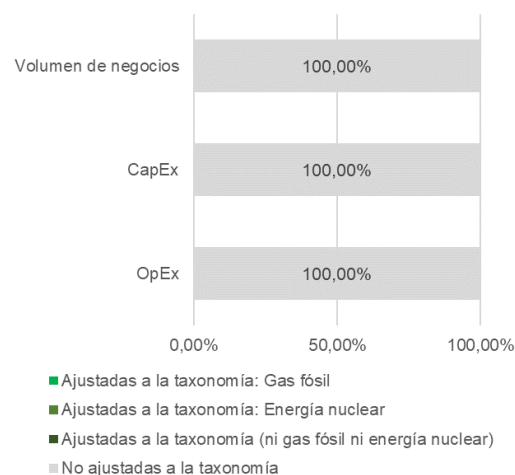 Volumen de negocios
100,00%
CapEx
100,00%
OpEx
100,00%
0,00% 50,00% 100,00%
Ajustadas a la taxonomía: Gas fósil
Ajustadas a la taxonomía: Energía nuclear
Ajustadas a la taxonomía (ni gas fósil ni energía nuclear)
No ajustadas a la taxonomía